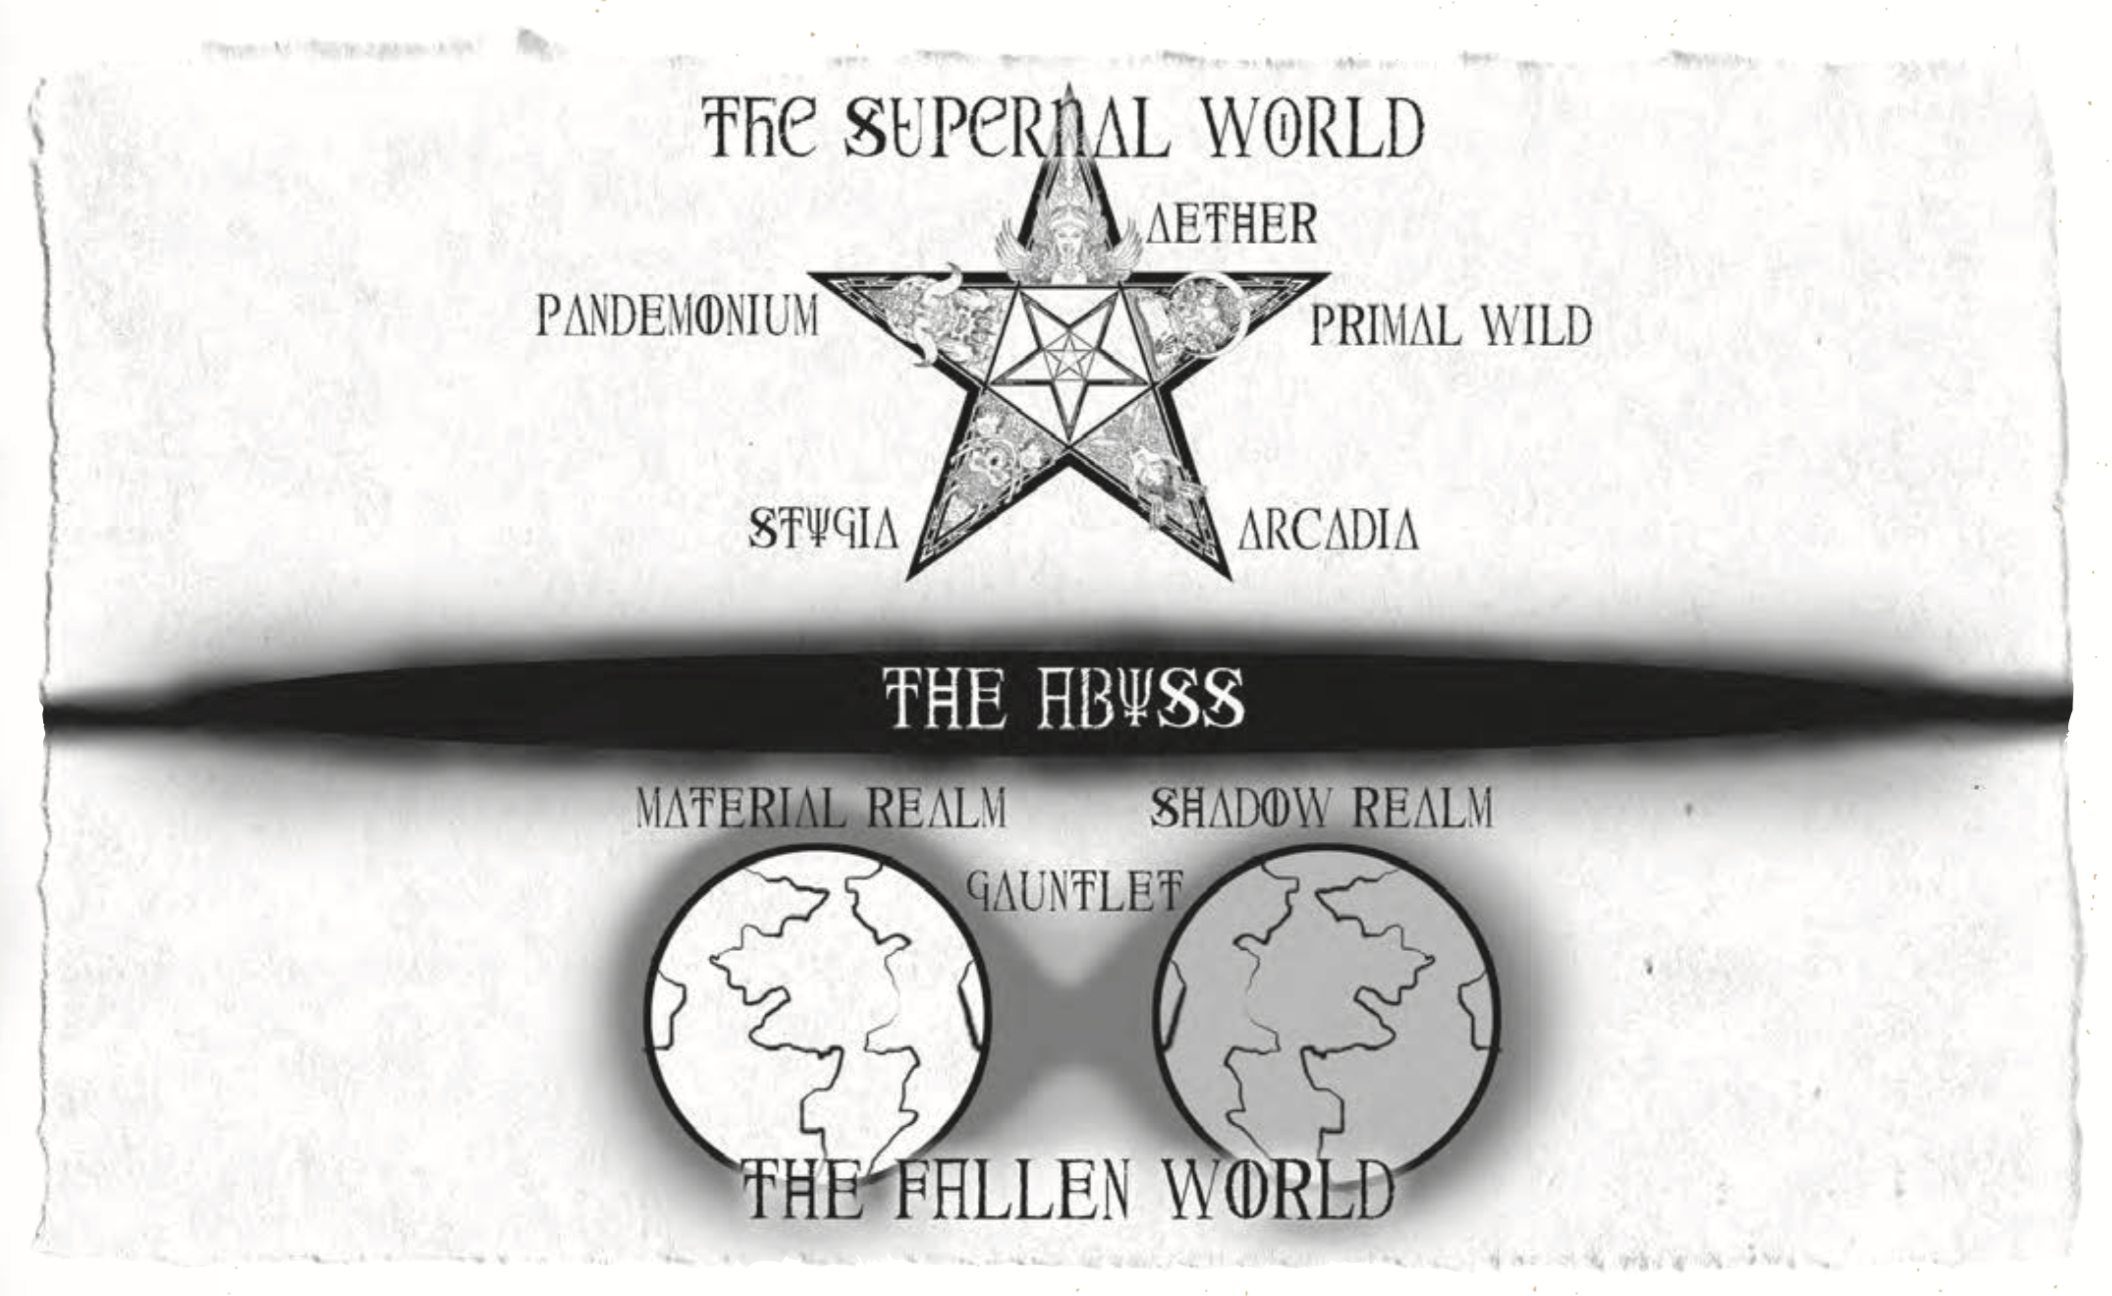 The SUPeRnAL WORLD
AETHER
PANDEMONIUM
PRIMAL WILD
STYGIA
ARCADIA
THE ABYSS
MATERIAL REALM
SHADOW REALM
GAUNTLET
THE FALLEN WORLD